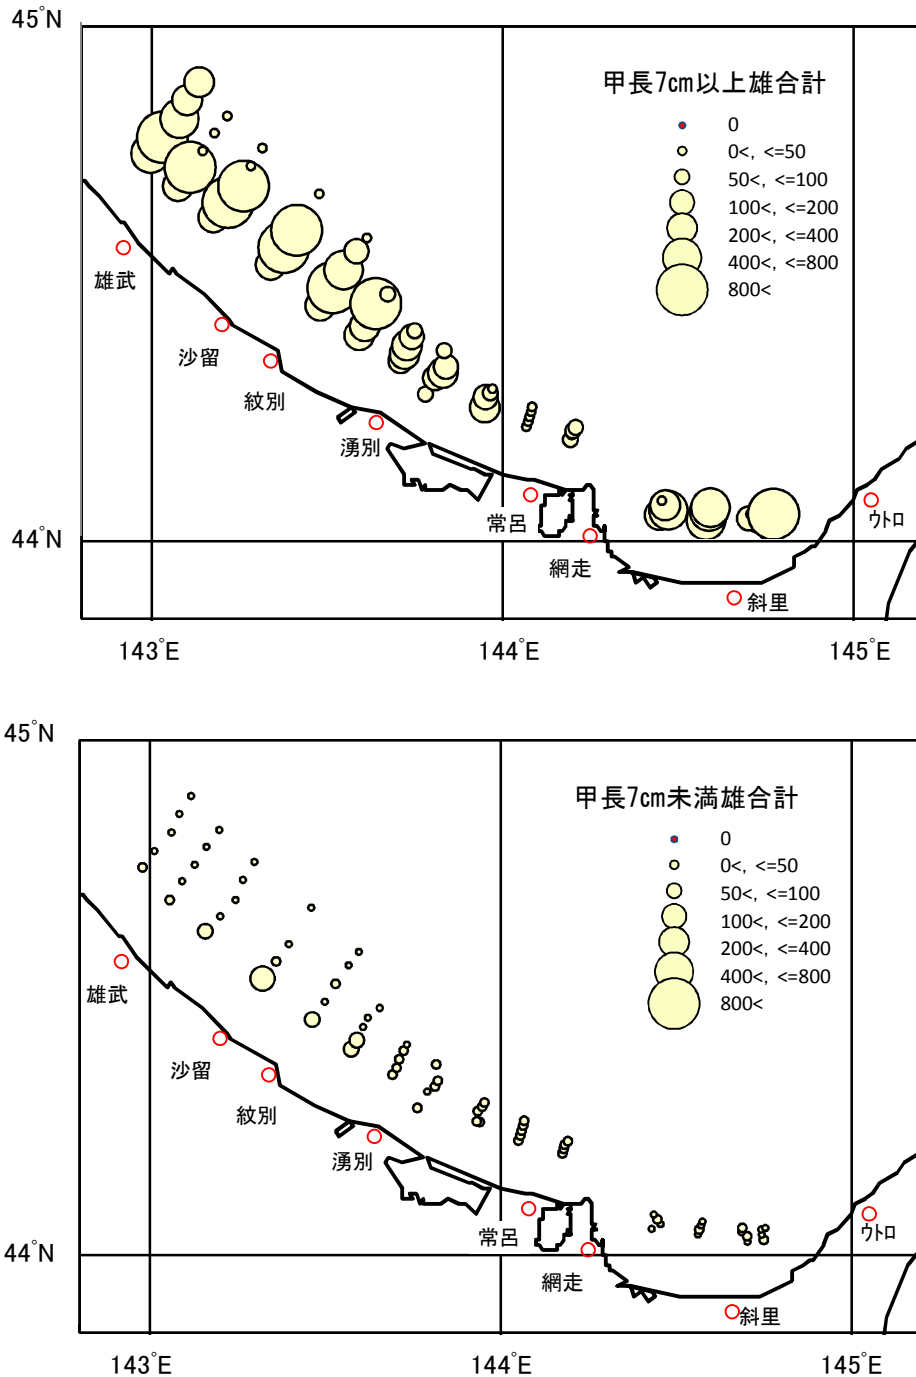 45°N
甲長7cm以上雄合計
0
0<, <=50
50<, <=100
100<, <=200
200<, <=400
400<, <=800
800<
雄武
沙留
紋別
湧別
常呂
網走
斜里
ウトロ
44°N
143°E
144°E
145°E
45°N
甲長7cm未満雄合計
0
0<, <=50
50<, <=100
100<, <=200
200<, <=400
400<, <=800
800<
雄武
沙留
紋別
湧別
常呂
網走
斜里
ウトロ
44°N
143°E
144°E
145°E